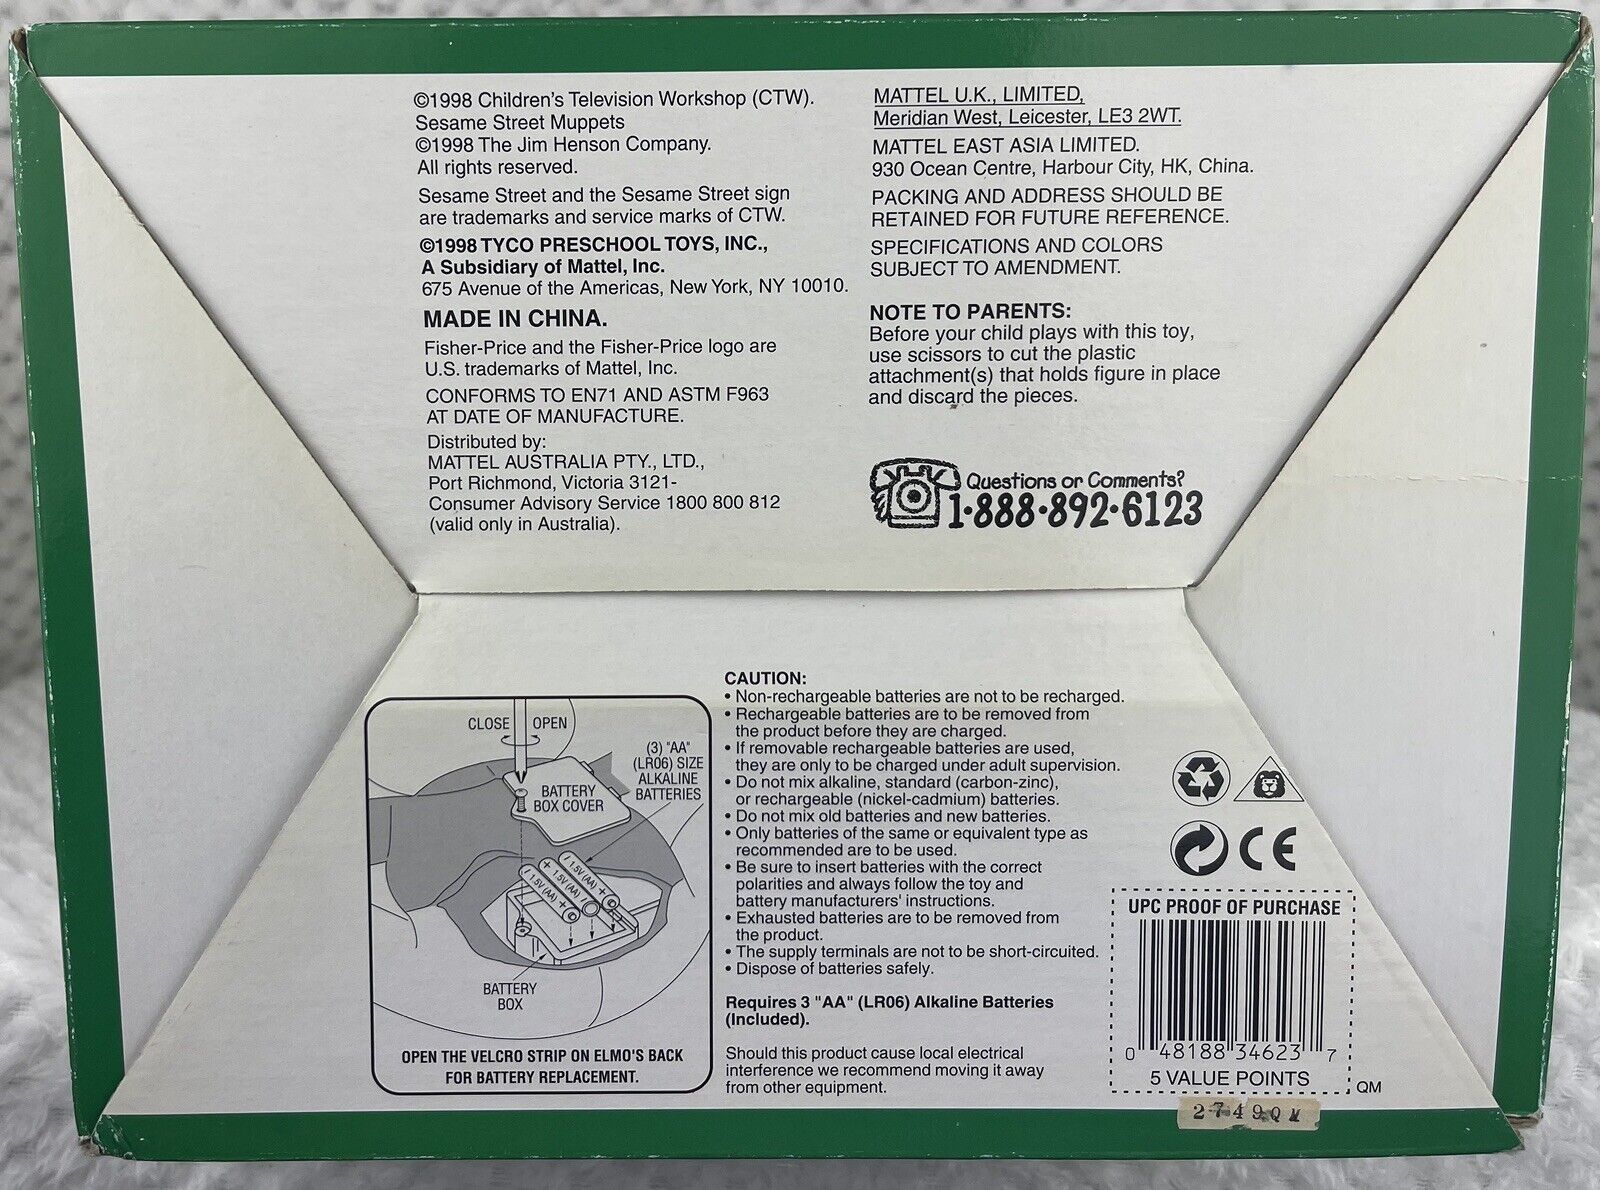 ©1998 Children's Television Workshop (CTW).
Sesame Street Muppets
©1998 The Jim Henson Company.
All rights reserved.
Sesame Street and the Sesame Street sign
are trademarks and service marks of CTW.
©1998 TYCO PRESCHOOL TOYS, INC.,
A Subsidiary of Mattel, Inc.
675 Avenue of the Americas, New York, NY 10010.
MADE IN CHINA.
Fisher-Price and the Fisher-Price logo are
U.S. trademarks of Mattel, Inc.
CONFORMS TO EN71 AND ASTM F963
AT DATE OF MANUFACTURE.
Distributed by:
MATTEL AUSTRALIA PTY., LTD.,
Port Richmond, Victoria 3121-
Consumer Advisory Service 1800 800 812
(valid only in Australia).
MATTEL U.K., LIMITED,
Meridian West, Leicester, LE3 2WT.
MATTEL EAST ASIA LIMITED.
930 Ocean Centre, Harbour City, HK, China.
PACKING AND ADDRESS SHOULD BE
RETAINED FOR FUTURE REFERENCE.
SPECIFICATIONS AND COLORS
SUBJECT TO AMENDMENT.
NOTE TO PARENTS:
Before your child plays with this toy,
use scissors to cut the plastic
attachment(s) that holds figure in place
and discard the pieces.
Questions or Comments?
1-888-892-6123
CLOSE OPEN
(3) "AA"
(LR06) SIZE
ALKALINE
BATTERIES
BATTERY
BOX COVER
1.5V (AA) +
+ 1.5V (AA)
1.5V (AA) +
BATTERY
BOX
OPEN THE VELCRO STRIP ON ELMO'S BACK
FOR BATTERY REPLACEMENT.
CAUTION:
• Non-rechargeable batteries are not to be recharged.
• Rechargeable batteries are to be removed from
the product before they are charged.
• If removable rechargeable batteries are used,
they are only to be charged under adult supervision.
• Do not mix alkaline, standard (carbon-zinc),
or rechargeable (nickel-cadmium) batteries.
• Do not mix old batteries and new batteries.
• Only batteries of the same or equivalent type as
recommended are to be used.
• Be sure to insert batteries with the correct
polarities and always follow the toy and
battery manufacturers' instructions.
• Exhausted batteries are to be removed from
the product.
• The supply terminals are not to be short-circuited.
• Dispose of batteries safely.
Requires 3 "AA" (LR06) Alkaline Batteries
(Included).
Should this product cause local electrical
interference we recommend moving it away
from other equipment.
CE
UPC PROOF OF PURCHASE
0 48188 34623 7
5 VALUE POINTS
QM
2749QM